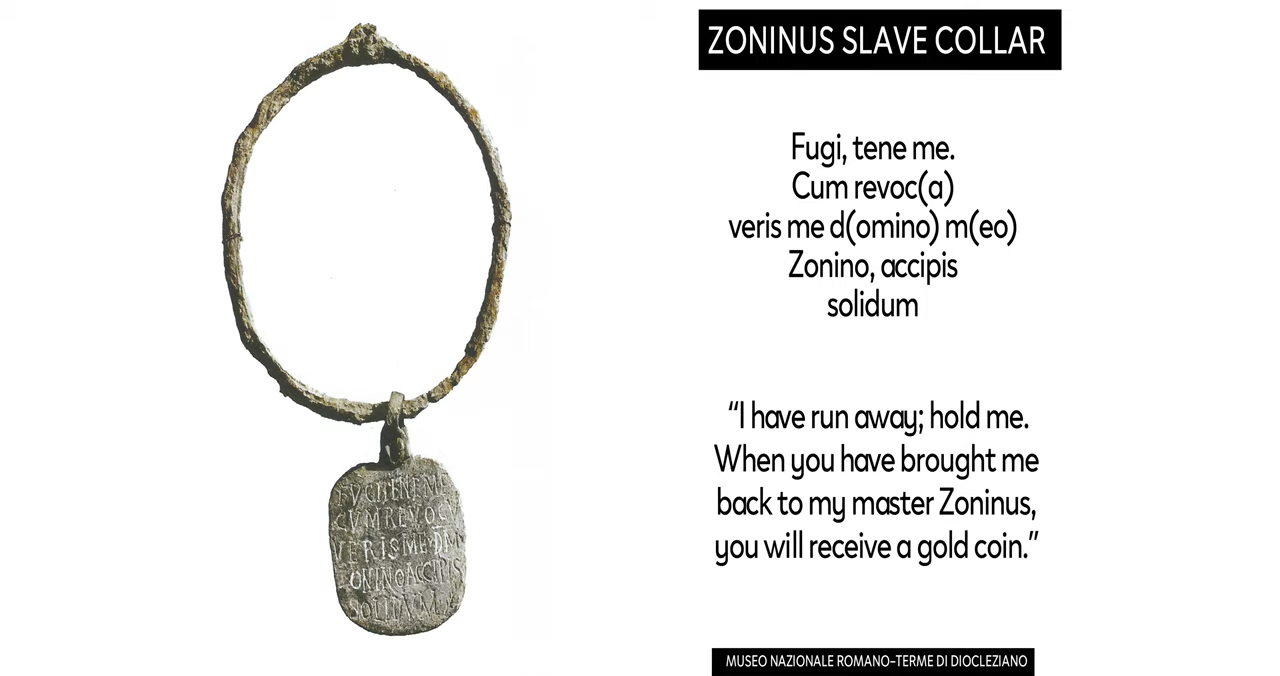 FVGITENEME
CVMREVOCV
VERISMEDM
ZONINOACCIPIS
SOLIDVM
ZONINUS SLAVE COLLAR
Fugi, tene me.
Cum revoc(a)
veris me d(omino) m(eo)
Zonino, accipis
solidum
“I have run away; hold me.
When you have brought me
back to my master Zoninus,
you will receive a gold coin.”
MUSEO NAZIONALE ROMANO-TERME DI DIOCLEZIANO